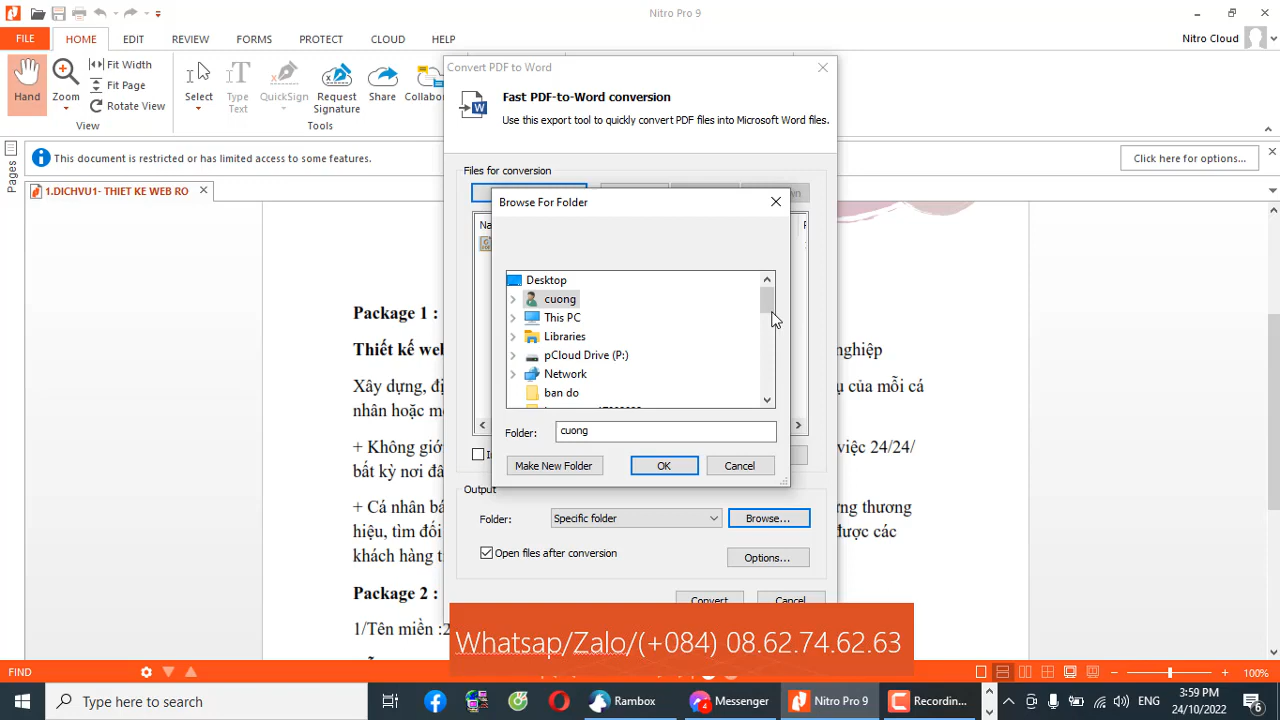 Nitro Pro 9
FILE
HOME
EDIT
REVIEW
FORMS
PROTECT
CLOUD
HELP
Nitro Cloud
Hand
Zoom
Fit Width
Fit Page
Rotate View
View
Select
Type
Text
QuickSign
Request
Signature
Share
Collabor
Tools
Pages
This document is restricted or has limited access to some features.
Click here for options...
1.DICHVU1- THIET KE WEB RO
Convert PDF to Word
Fast PDF-to-Word conversion
Use this export tool to quickly convert PDF files into Microsoft Word files.
Files for conversion
Na
Browse For Folder
Desktop
cuong
This PC
Libraries
pCloud Drive (P:)
Network
ban do
Folder:
cuong
Make New Folder
OK
Cancel
Output
Folder:
Specific folder
Browse...
Open files after conversion
Options...
Convert
Cancel
Package 1 :
Thiết kế web
nghiệp
Xây dựng, đị
ụ của mỗi cá
nhân hoặc m
+ Không giớ
việc 24/24/
bất kỳ nơi đâ
+ Cá nhân bá
ng thương
hiệu, tìm đối
được các
khách hàng t
Package 2 :
1/Tên miền :2
Whatsap/Zalo/(+084) 08.62.74.62.63
FIND
100%
Type here to search
Rambox
4
Messenger
Nitro Pro 9
Recording...
ENG
3:59 PM
24/10/2022
6